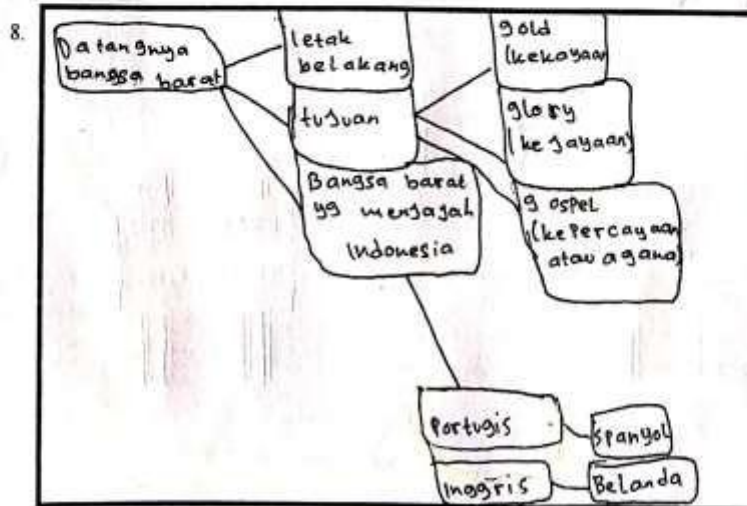 8.
Datangnya
bangsa barat
letak
belakang
tujuan
Bangsa barat
yg menjajah
Indonesia
gold
(kekayaan)
glory
(kejayaan)
gospel
(kepercayaan
atau agama)
Portugis
Spanyol
Inggris
Belanda